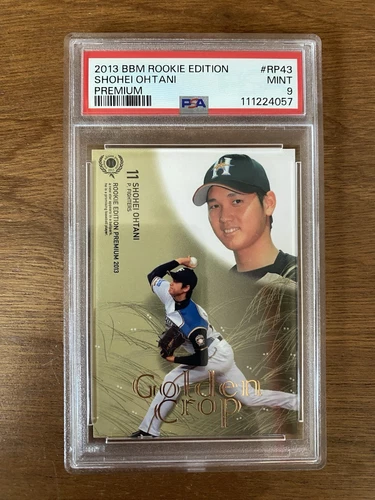 2013 BBM ROOKIE EDITION #RP43
SHOHEI OHTANI MINT
PREMIUM PSA 9
111224057
H
11 SHOHEI OHTANI
P/FIGHTERS
ROOKIE EDITION PREMIUM 2013
Golden
Crop